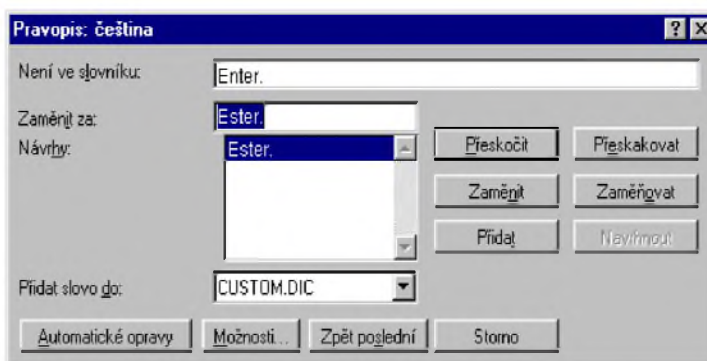 Pravopis: čeština
Není ve slovníku: Enter.
Zaměnit za: Ester.
Návrhy: Ester. Přeskočit Přeskakovat
Zaměnit Zaměňovat
Přidat Navrhnout
Přidat slovo do: CUSTOM.DIC
Automatické opravy Možnosti... Zpět poslední Storno